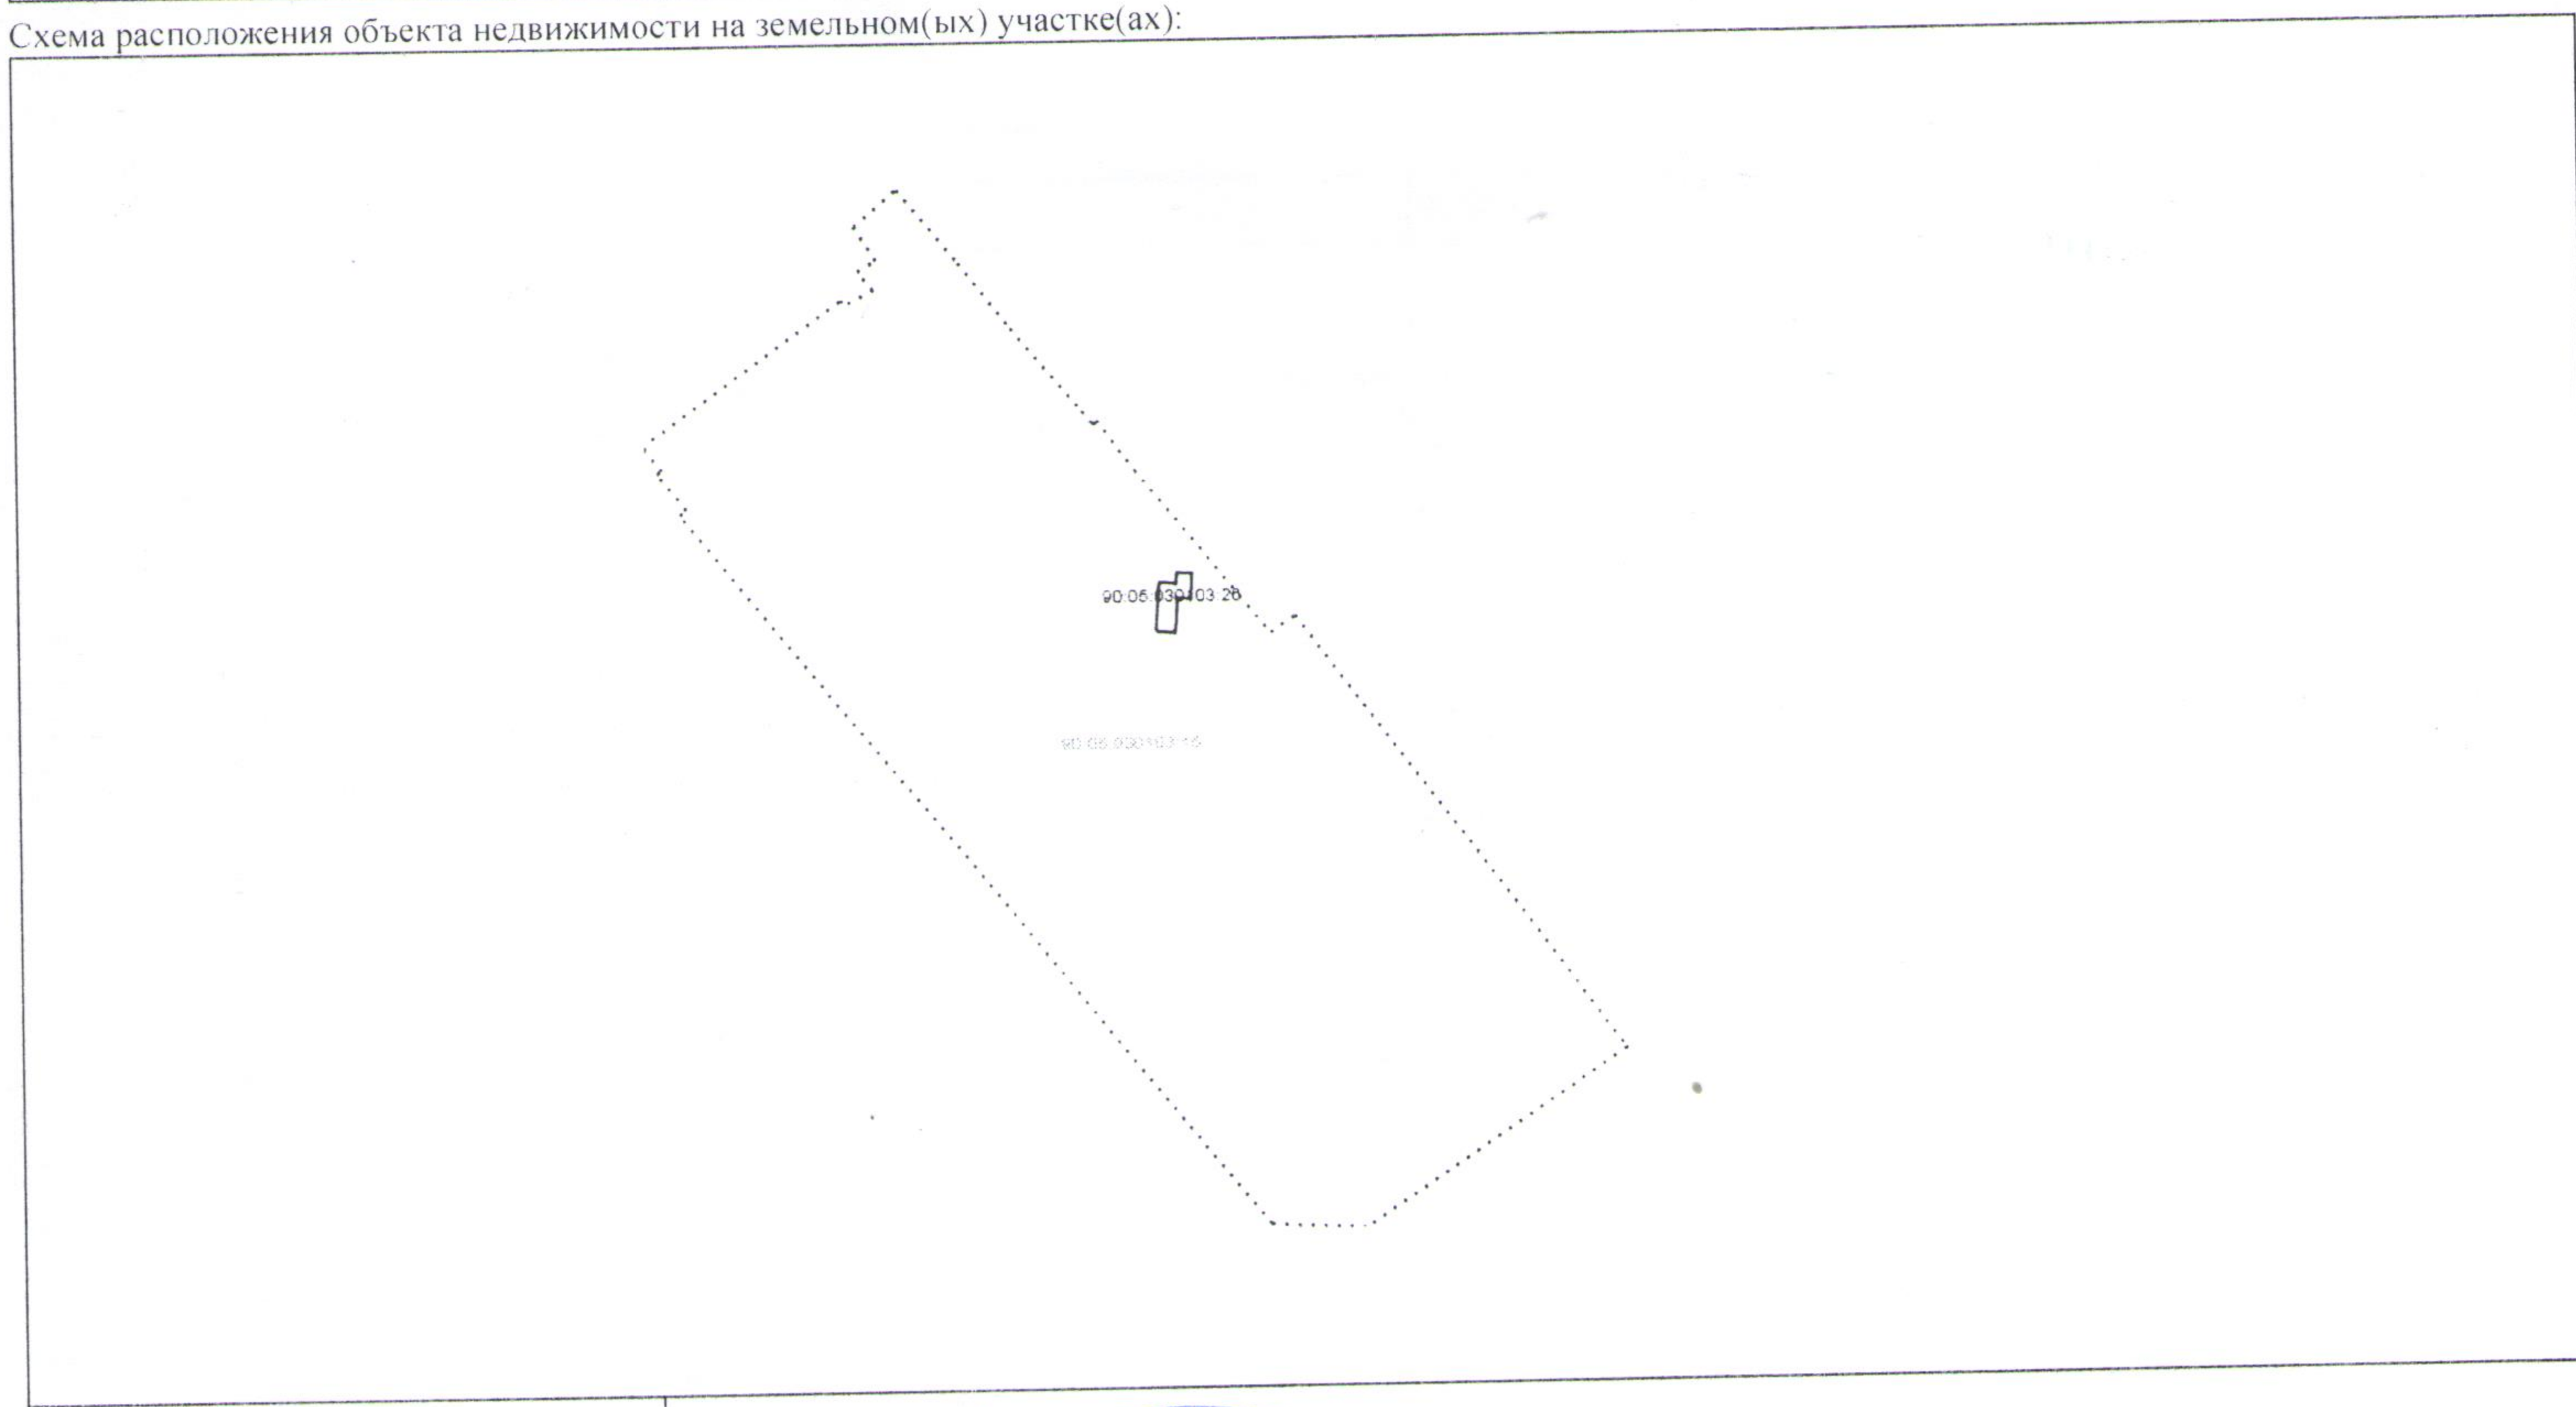 Схема расположения объекта недвижимости на земельном(ых) участке(ах):
90:05:030103:26